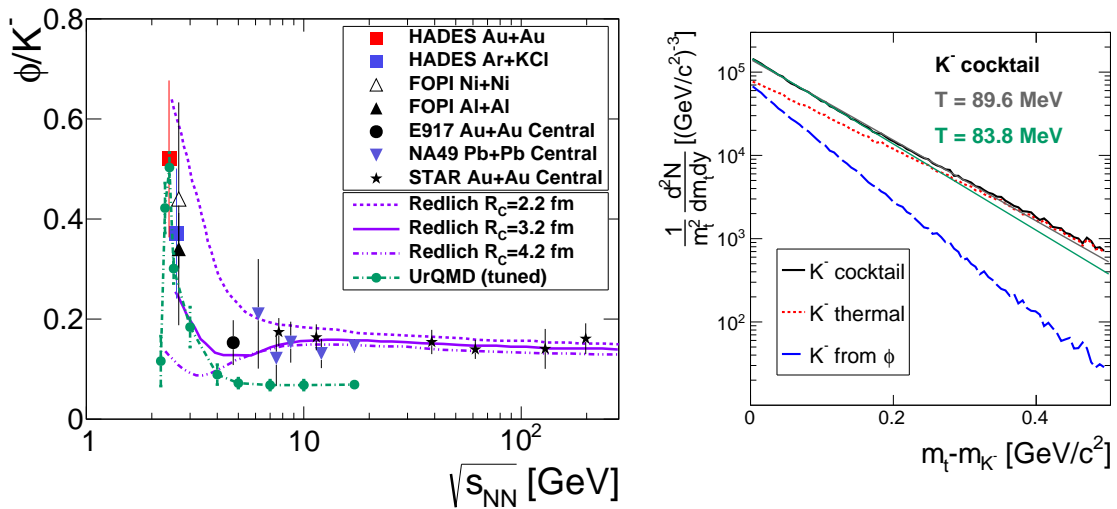 ϕ/K⁻
0.8
0.6
0.4
0.2
0
1
10
10²
√s_NN [GeV]
HADES Au+Au
HADES Ar+KCl
FOPI Ni+Ni
FOPI Al+Al
E917 Au+Au Central
NA49 Pb+Pb Central
STAR Au+Au Central
Redlich R_C=2.2 fm
Redlich R_C=3.2 fm
Redlich R_C=4.2 fm
UrQMD (tuned)
1/m_t² d²N/dm_tdy [(GeV/c²)⁻³]
10⁵
10⁴
10³
10²
K⁻ cocktail
T = 89.6 MeV
T = 83.8 MeV
K⁻ cocktail
K⁻ thermal
K⁻ from ϕ
0
0.2
0.4
m_t-m_K⁻ [GeV/c²]